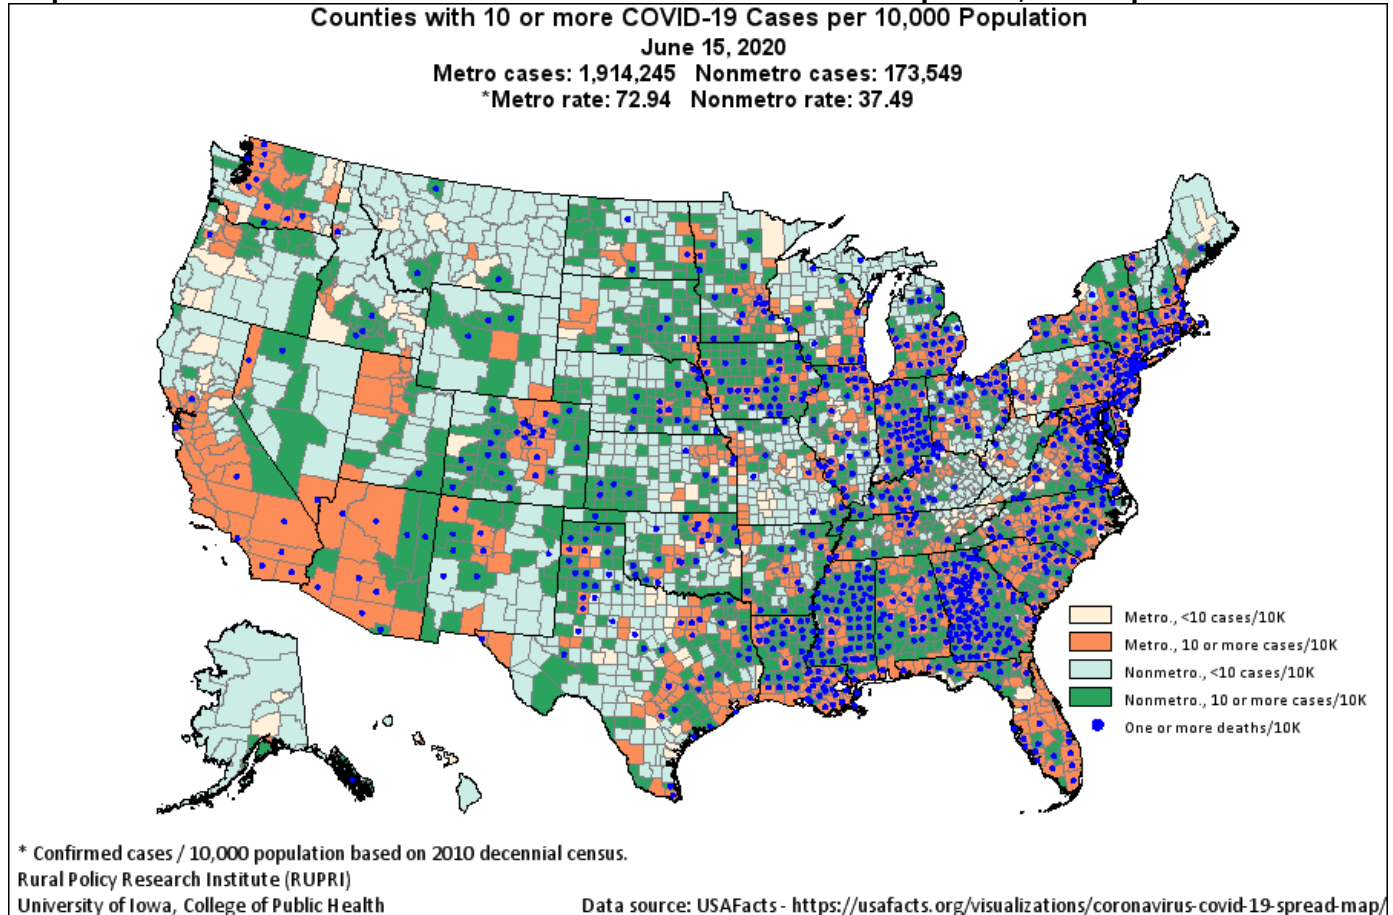 Counties with 10 or more COVID-19 Cases per 10,000 Population
June 15, 2020
Metro cases: 1,914,245 Nonmetro cases: 173,549
*Metro rate: 72.94 Nonmetro rate: 37.49
Metro., <10 cases/10K
Metro., 10 or more cases/10K
Nonmetro., <10 cases/10K
Nonmetro., 10 or more cases/10K
One or more deaths/10K
* Confirmed cases / 10,000 population based on 2010 decennial census.
Rural Policy Research Institute (RUPRI)
University of Iowa, College of Public Health
Data source: USAFacts - https://usafacts.org/visualizations/coronavirus-covid-19-spread-map/